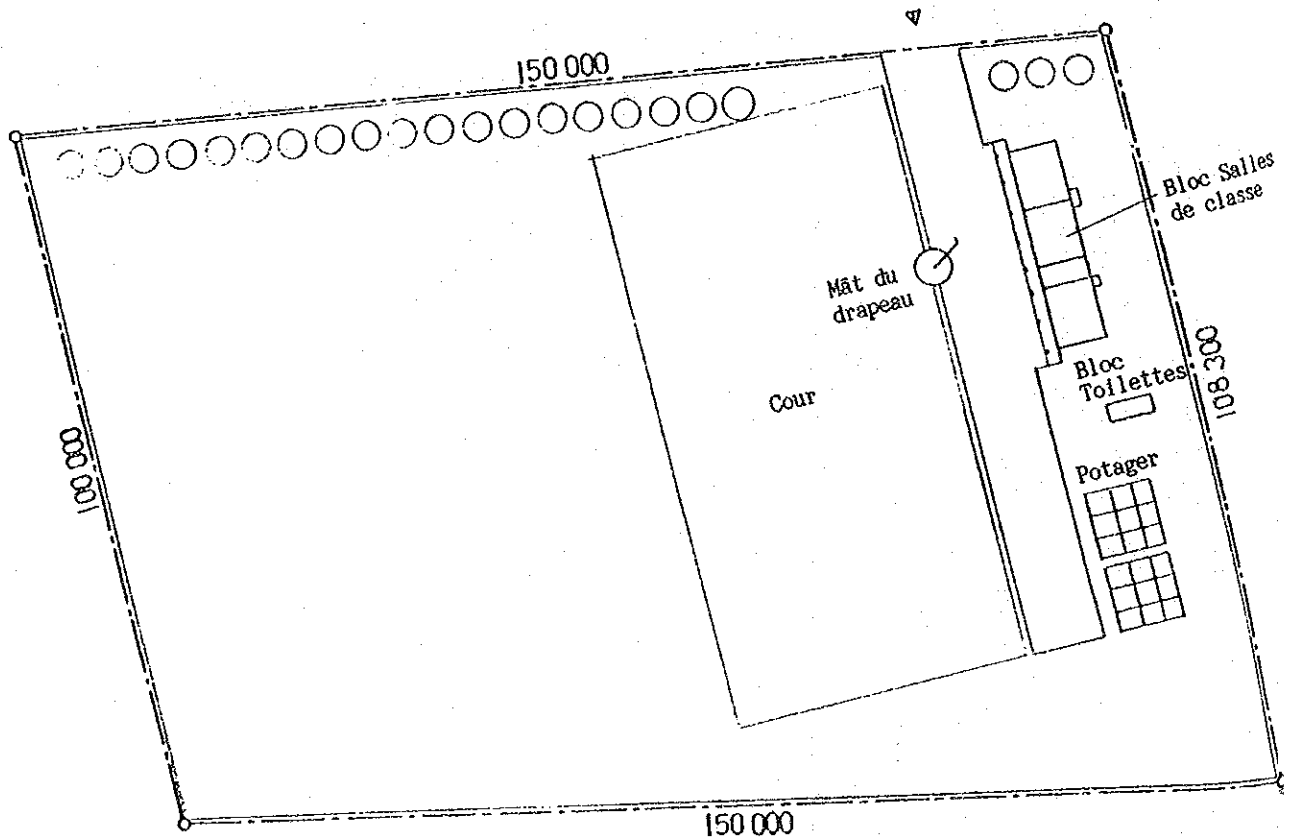 150 000
Bloc Salles
de classe
Mât du
drapeau
Bloc
Toilettes
108 300
Cour
100 000
Potager
150 000